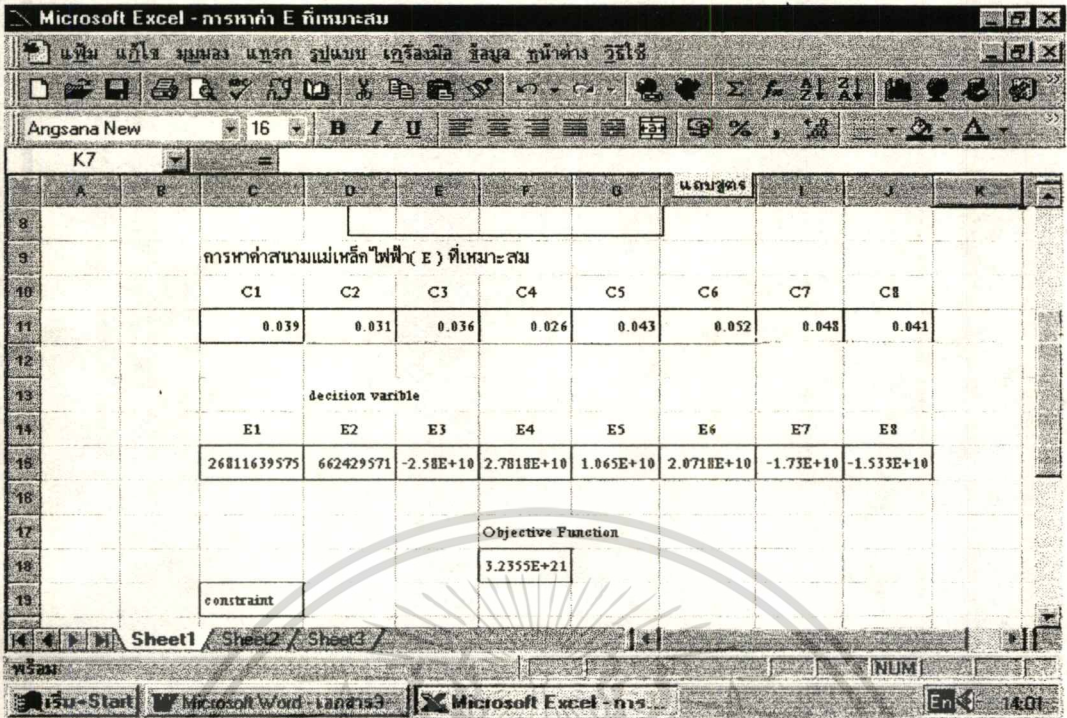 Microsoft Excel - การหาค่า E ที่เหมาะสม
แฟ้ม แก้ไข มุมมอง แทรก รูปแบบ เครื่องมือ ข้อมูล หน้าต่าง วิธีใช้
Angsana New 16 B I U
K7 =
A B C D E F G แถบสูตร I J K
8
9 การหาค่าสนามแม่เหล็กไฟฟ้า( E ) ที่เหมาะสม
10 C1 C2 C3 C4 C5 C6 C7 C8
11 0.039 0.031 0.036 0.026 0.043 0.052 0.048 0.041
12
13 decision varible
14 E1 E2 E3 E4 E5 E6 E7 E8
15 26811639575 662429571 -2.58E+10 2.7818E+10 1.065E+10 2.0718E+10 -1.73E+10 -1.533E+10
16
17 Objective Function
18 3.2355E+21
19 constraint
Sheet1 Sheet2 Sheet3
พร้อม NUM
เริ่ม-Start Microsoft Word - เอกสาร3 Microsoft Excel - การ... En 14:01